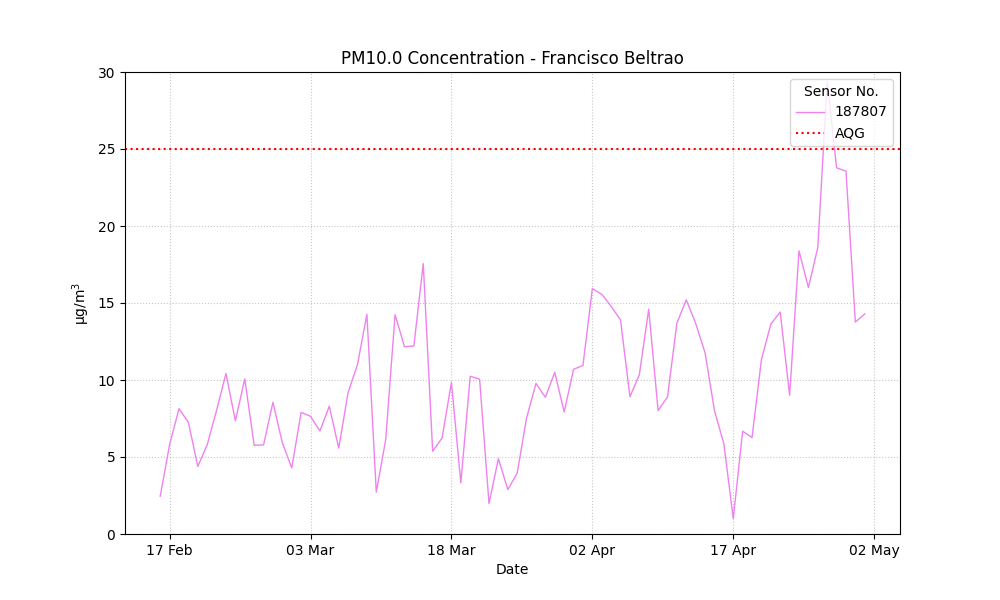 PM10.0 Concentration - Francisco Beltrao
Sensor No.
187807
AQG
30
25
20
15
10
5
0
µg/m³
17 Feb
03 Mar
18 Mar
02 Apr
17 Apr
02 May
Date